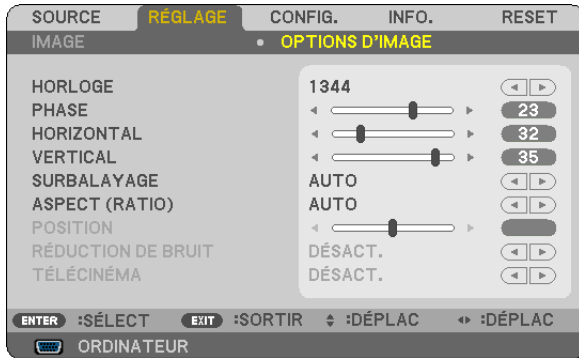 SOURCE RÉGLAGE CONFIG. INFO. RESET
IMAGE • OPTIONS D'IMAGE
HORLOGE 1344
PHASE 23
HORIZONTAL 32
VERTICAL 35
SURBALAYAGE AUTO
ASPECT (RATIO) AUTO
POSITION
RÉDUCTION DE BRUIT DÉSACT.
TÉLÉCINÉMA DÉSACT.
ENTER :SÉLECT EXIT :SORTIR :DÉPLAC :DÉPLAC
ORDINATEUR